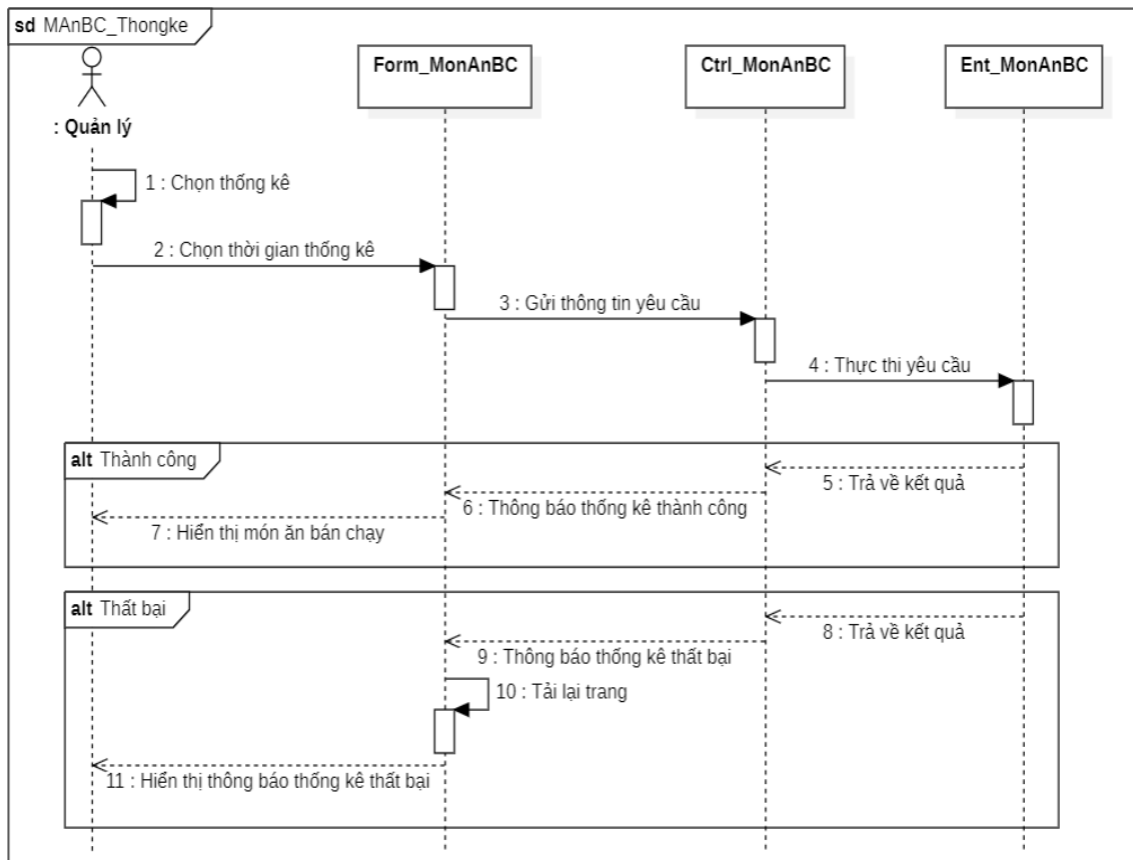 sd MAnBC_Thongke
Form_MonAnBC
Ctrl_MonAnBC
Ent_MonAnBC
: Quản lý
1 : Chọn thống kê
2 : Chọn thời gian thống kê
3 : Gửi thông tin yêu cầu
4 : Thực thi yêu cầu
alt Thành công
5 : Trả về kết quả
6 : Thông báo thống kê thành công
7 : Hiển thị món ăn bán chạy
alt Thất bại
8 : Trả về kết quả
9 : Thông báo thống kê thất bại
10 : Tải lại trang
11 : Hiển thị thông báo thống kê thất bại